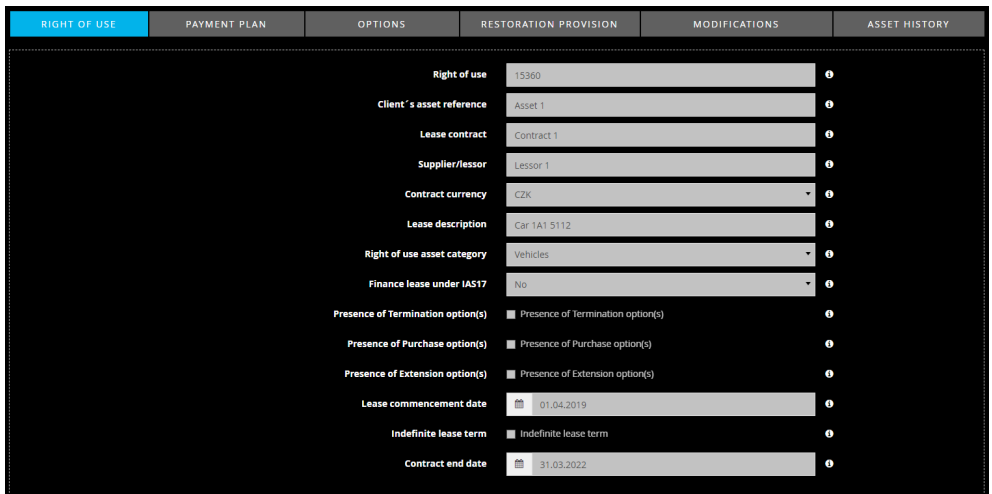 RIGHT OF USE PAYMENT PLAN OPTIONS RESTORATION PROVISION MODIFICATIONS ASSET HISTORY
Right of use 15360
Client´s asset reference Asset 1
Lease contract Contract 1
Supplier/lessor Lessor 1
Contract currency CZK
Lease description Car 1A1 5112
Right of use asset category Vehicles
Finance lease under IAS17 No
Presence of Termination option(s) Presence of Termination option(s)
Presence of Purchase option(s) Presence of Purchase option(s)
Presence of Extension option(s) Presence of Extension option(s)
Lease commencement date 01.04.2019
Indefinite lease term Indefinite lease term
Contract end date 31.03.2022